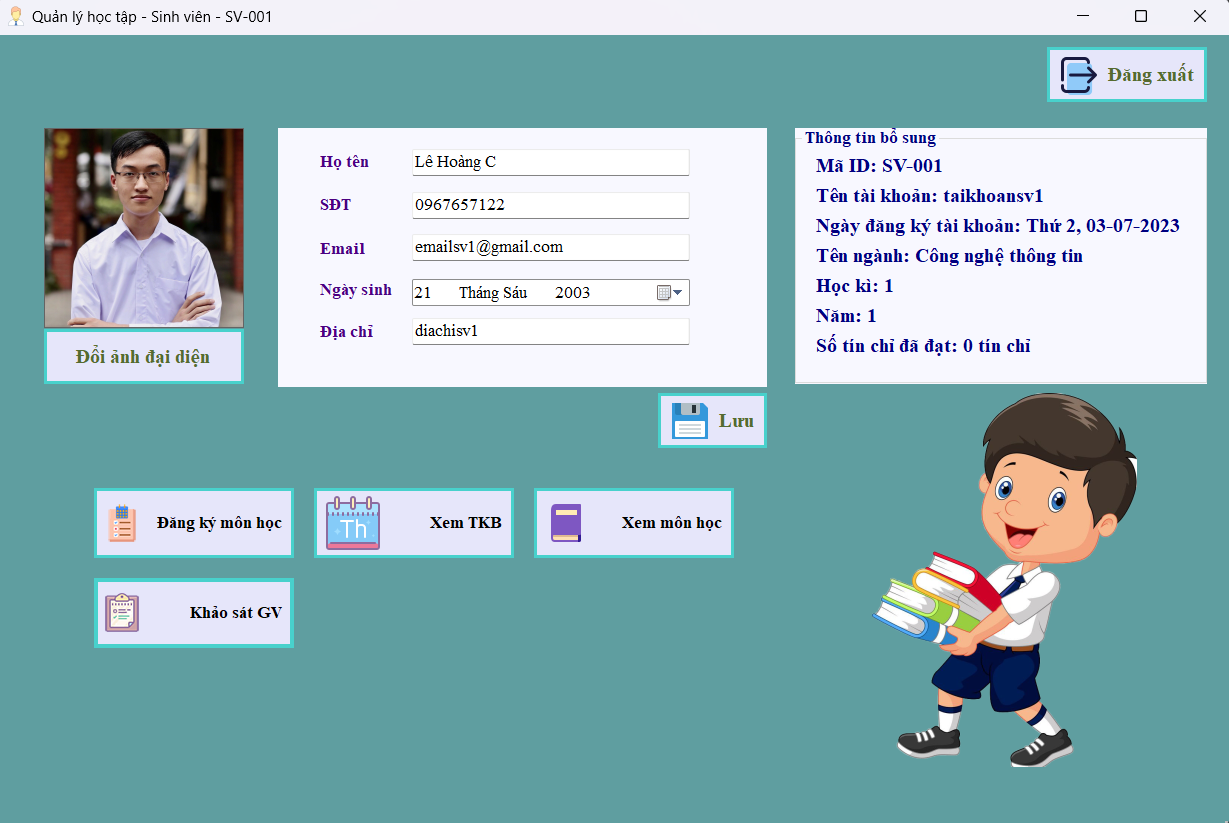 Quản lý học tập - Sinh viên - SV-001
Đăng xuất
Họ tên
Lê Hoàng C
SĐT
0967657122
Email
emailsv1@gmail.com
Ngày sinh
21 Tháng Sáu 2003
Địa chỉ
diachisv1
Thông tin bổ sung
Mã ID: SV-001
Tên tài khoản: taikhoansv1
Ngày đăng ký tài khoản: Thứ 2, 03-07-2023
Tên ngành: Công nghệ thông tin
Học kì: 1
Năm: 1
Số tín chỉ đã đạt: 0 tín chỉ
Đổi ảnh đại diện
Lưu
Đăng ký môn học
Th
Xem TKB
Xem môn học
Khảo sát GV